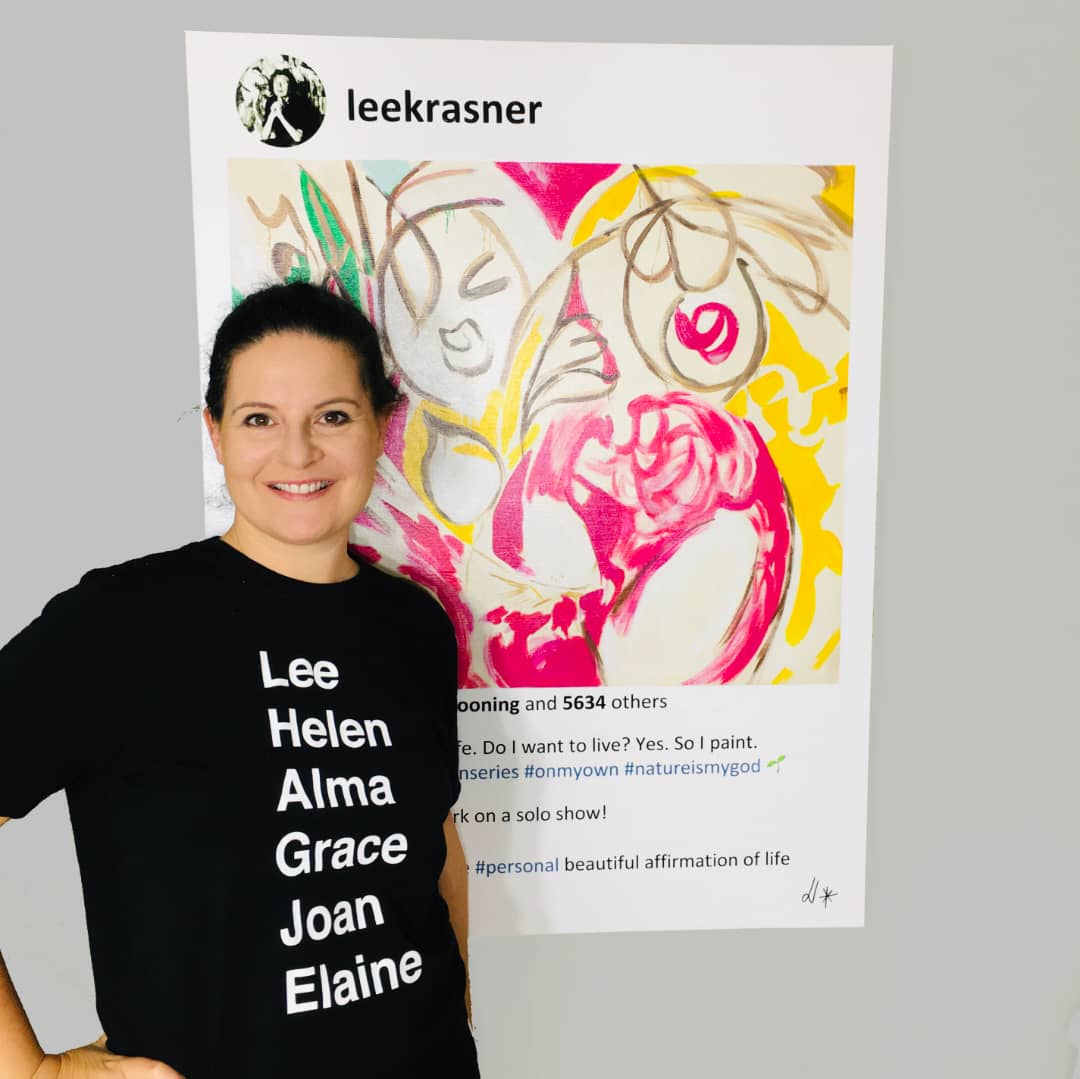 leekrasner
Lee
Helen
Alma
Grace
Joan
Elaine
ooning and 5634 others
fe. Do I want to live? Yes. So I paint.
nseries #onmyown #natureismygod
rk on a solo show!
#personal beautiful affirmation of life